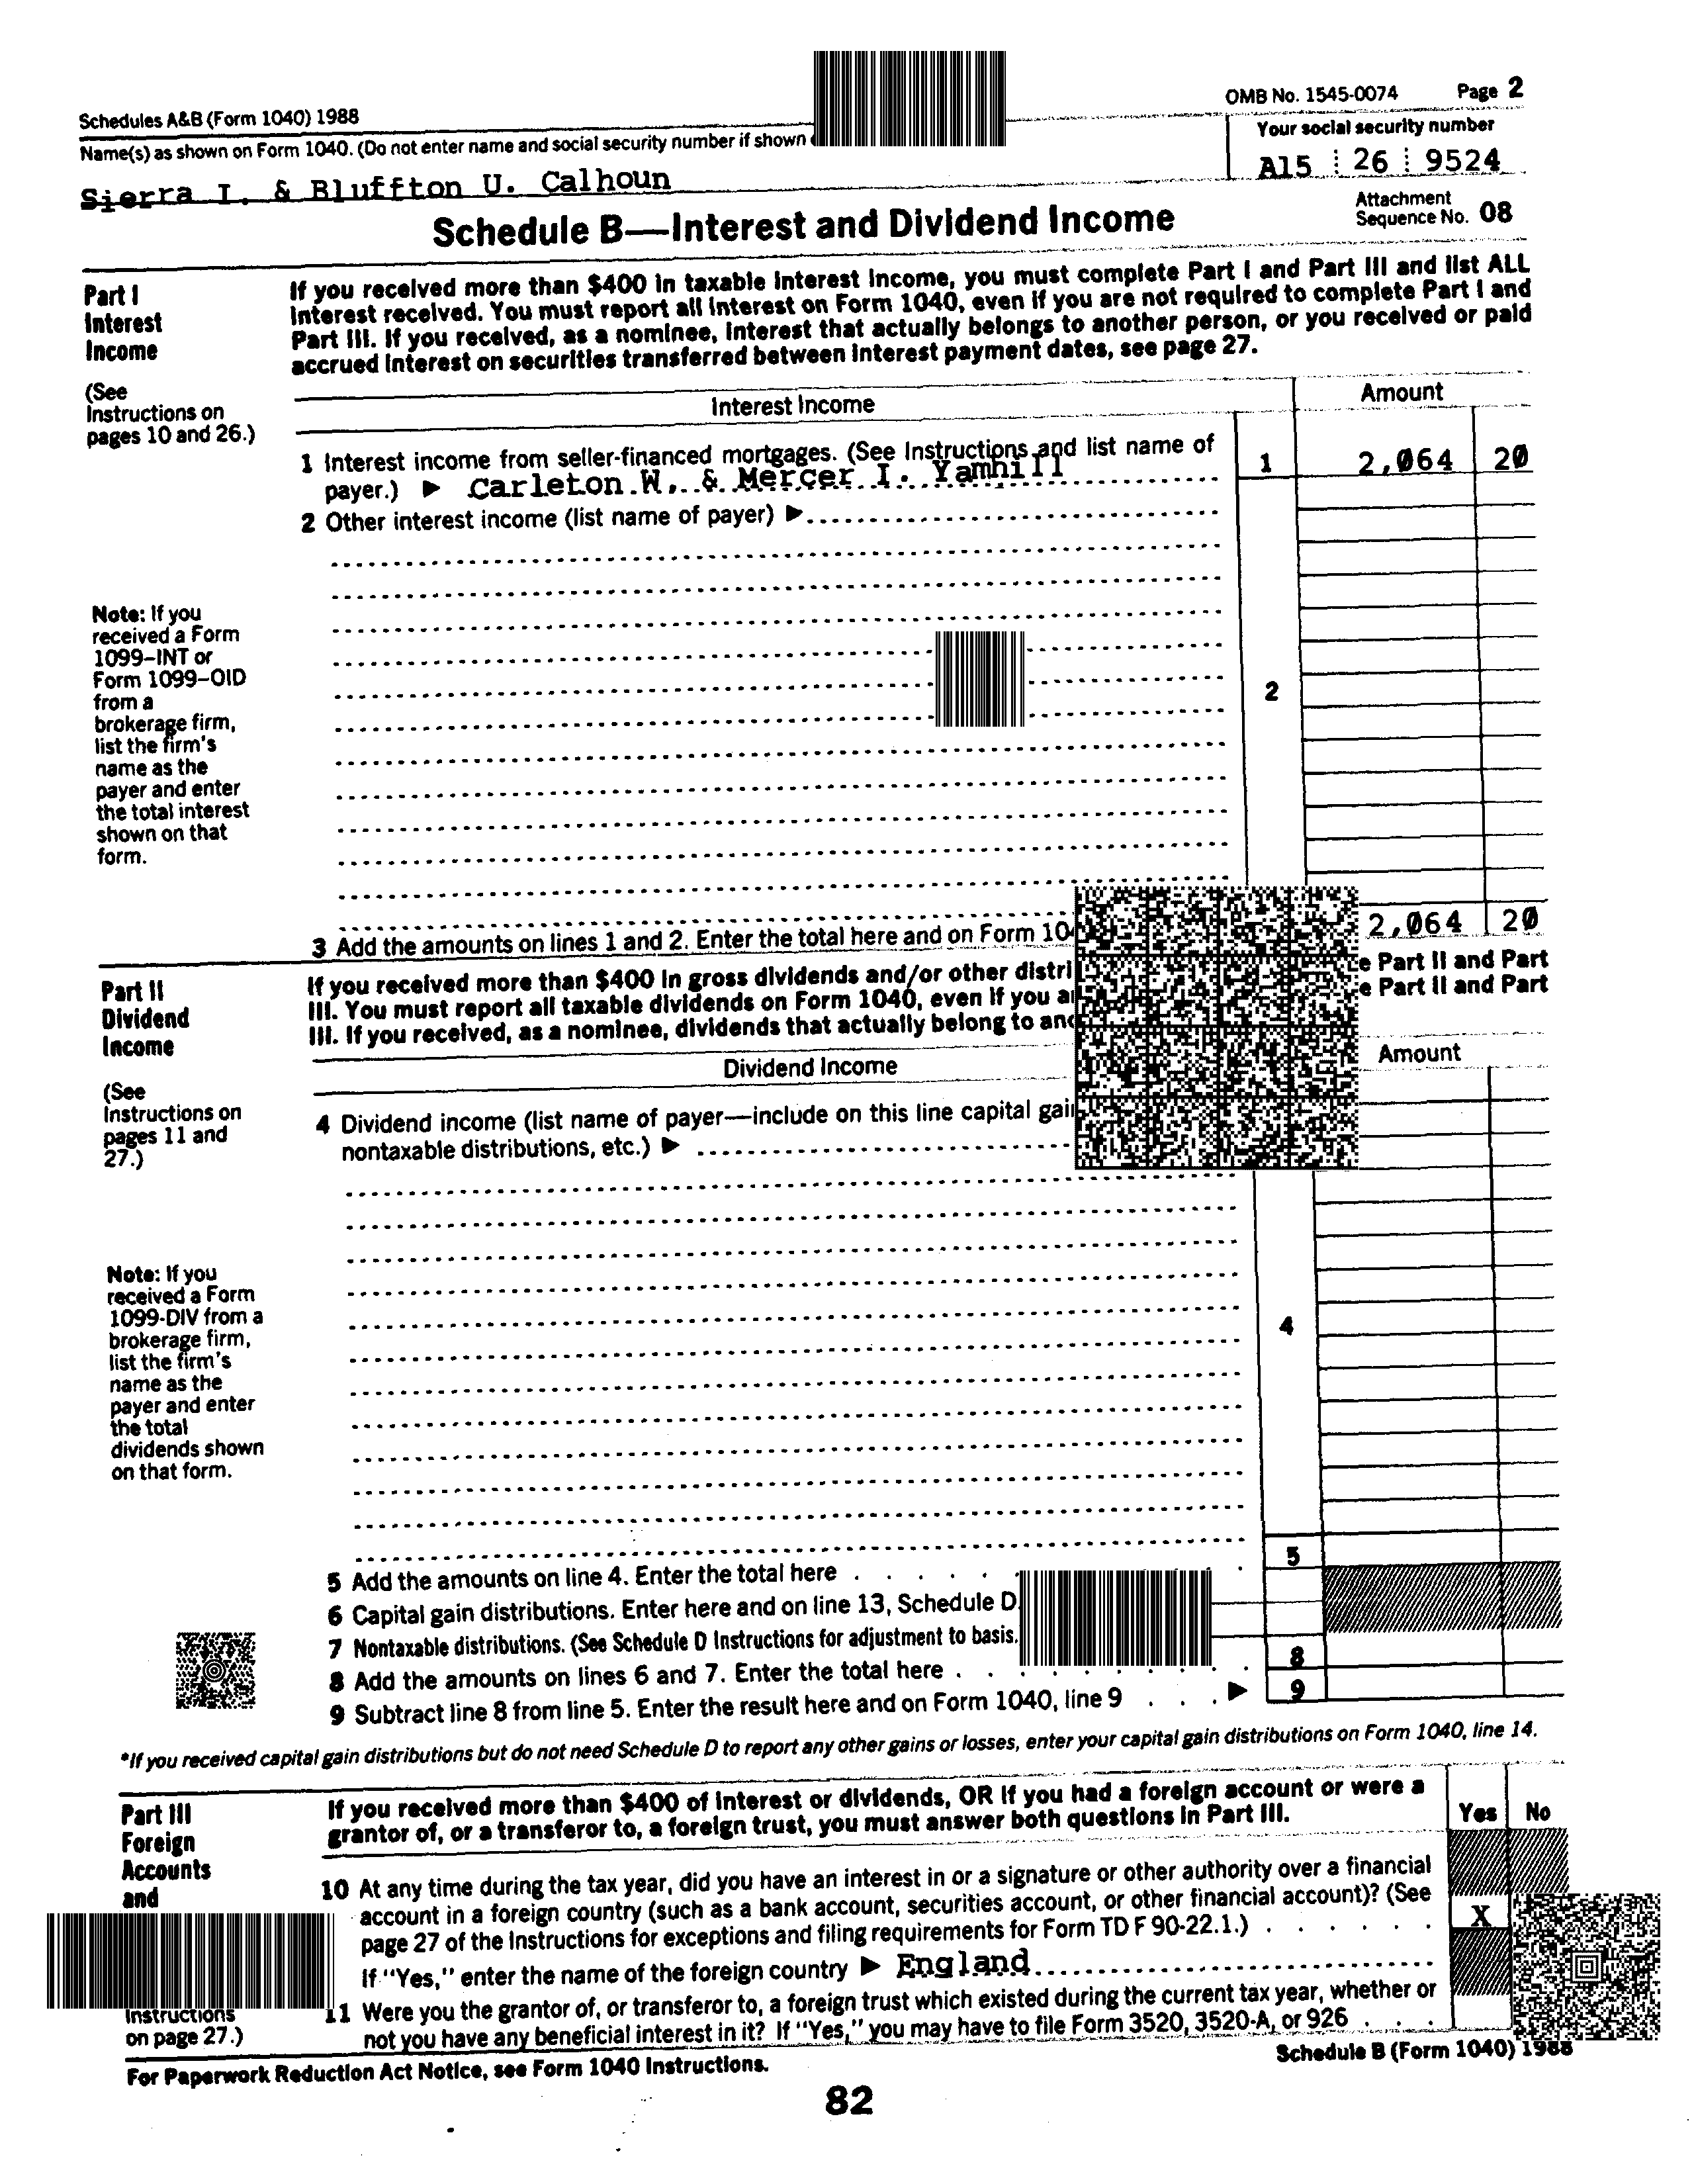 Schedules A&B (Form 1040) 1988
OMB No. 1545-0074 Page 2
Name(s) as shown on Form 1040. (Do not enter name and social security number if shown
Your social security number
Sierra I. & Bluffton U. Calhoun
A15 26 9524
Schedule B—Interest and Dividend Income
Attachment
Sequence No. 08
Part I
Interest
Income
(See
Instructions on
pages 10 and 26.)
If you received more than $400 in taxable interest income, you must complete Part I and Part III and list ALL
interest received. You must report all interest on Form 1040, even if you are not required to complete Part I and
Part III. If you received, as a nominee, interest that actually belongs to another person, or you received or paid
accrued interest on securities transferred between interest payment dates, see page 27.
Interest Income
Amount
1 Interest income from seller-financed mortgages. (See Instructions and list name of
payer.) ▶ Carleton W. & Mercer I. Yamhill
1 2,064 20
2 Other interest income (list name of payer) ▶
Note: If you
received a Form
1099–INT or
Form 1099–OID
from a
brokerage firm,
list the firm's
name as the
payer and enter
the total interest
shown on that
form.
2
3 Add the amounts on lines 1 and 2. Enter the total here and on Form
2,064 20
Part II
Dividend
Income
(See
Instructions on
pages 11 and
27.)
If you received more than $400 in gross dividends and/or other
e Part II and Part
III. You must report all taxable dividends on Form 1040, even if you
e Part II and Part
III. If you received, as a nominee, dividends that actually belong to
Dividend Income
Amount
4 Dividend income (list name of payer—include on this line capital
nontaxable distributions, etc.) ▶
Note: If you
received a Form
1099-DIV from a
brokerage firm,
list the firm's
name as the
payer and enter
the total
dividends shown
on that form.
4
5 Add the amounts on line 4. Enter the total here
5
6 Capital gain distributions. Enter here and on line 13, Schedule D.
7 Nontaxable distributions. (See Schedule D Instructions for adjustment to basis.
8 Add the amounts on lines 6 and 7. Enter the total here
8
9 Subtract line 8 from line 5. Enter the result here and on Form 1040, line 9 ▶
9
*If you received capital gain distributions but do not need Schedule D to report any other gains or losses, enter your capital gain distributions on Form 1040, line 14.
Part III
Foreign
Accounts
and
Instructions
on page 27.)
If you received more than $400 of interest or dividends, OR if you had a foreign account or were a
grantor of, or a transferor to, a foreign trust, you must answer both questions in Part III.
Yes No
10 At any time during the tax year, did you have an interest in or a signature or other authority over a financial
account in a foreign country (such as a bank account, securities account, or other financial account)? (See
page 27 of the Instructions for exceptions and filing requirements for Form TD F 90-22.1.)
X
If "Yes," enter the name of the foreign country ▶ England
11 Were you the grantor of, or transferor to, a foreign trust which existed during the current tax year, whether or
not you have any beneficial interest in it? If "Yes," you may have to file Form 3520, 3520-A, or 926
For Paperwork Reduction Act Notice, see Form 1040 Instructions.
Schedule B (Form 1040) 1988
82